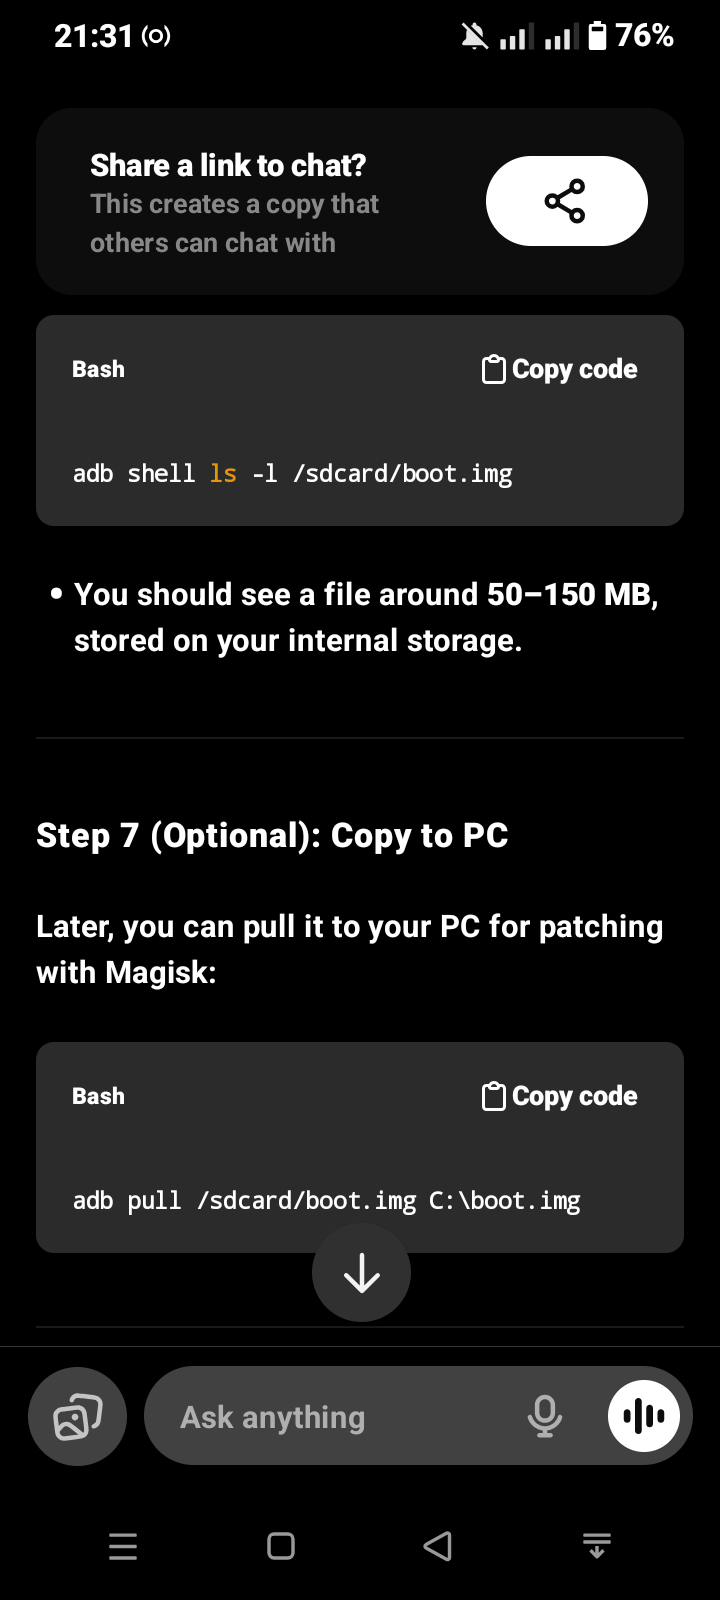 21:31 76%
Share a link to chat?
This creates a copy that
others can chat with
Bash Copy code
adb shell ls -l /sdcard/boot.img
• You should see a file around 50–150 MB,
stored on your internal storage.
Step 7 (Optional): Copy to PC
Later, you can pull it to your PC for patching
with Magisk:
Bash Copy code
adb pull /sdcard/boot.img C:\boot.img
Ask anything